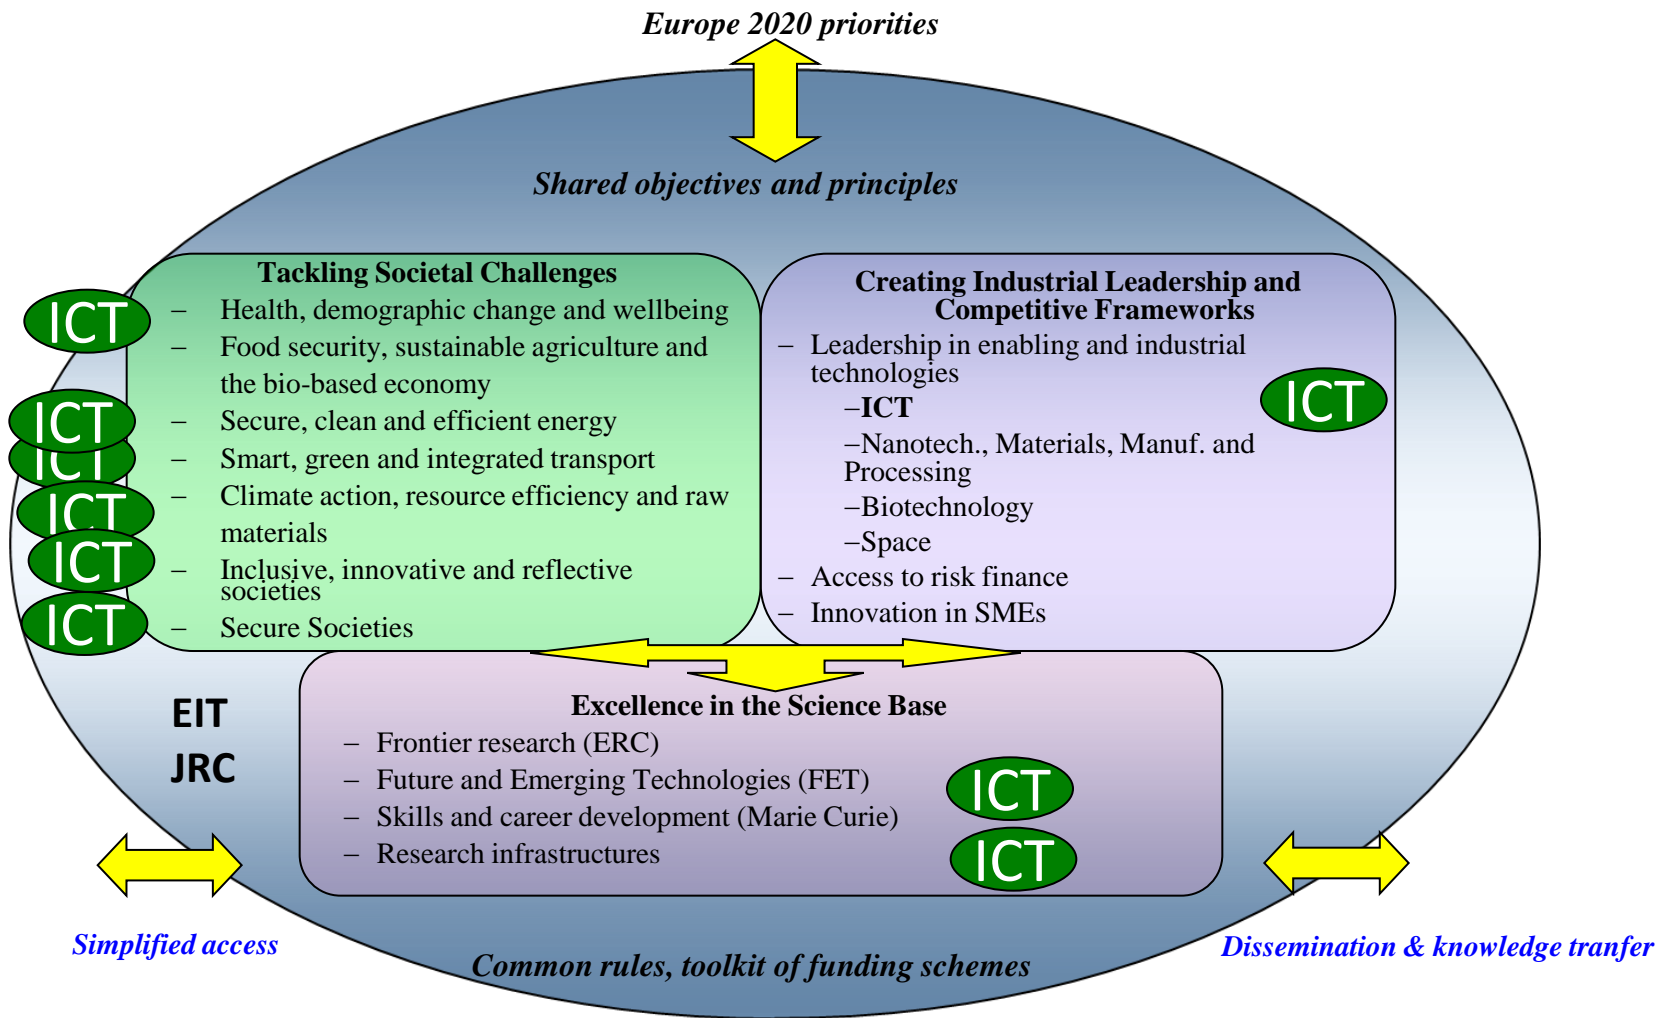 Europe 2020 priorities
Shared objectives and principles
Tackling Societal Challenges
ICT
– Health, demographic change and wellbeing
– Food security, sustainable agriculture and
the bio-based economy
ICT
– Secure, clean and efficient energy
ICT
– Smart, green and integrated transport
ICT
– Climate action, resource efficiency and raw
materials
ICT
– Inclusive, innovative and reflective
societies
ICT
– Secure Societies
Creating Industrial Leadership and
Competitive Frameworks
– Leadership in enabling and industrial
technologies
ICT
–ICT
–Nanotech., Materials, Manuf. and
Processing
–Biotechnology
–Space
– Access to risk finance
– Innovation in SMEs
EIT
JRC
Excellence in the Science Base
– Frontier research (ERC)
– Future and Emerging Technologies (FET)
ICT
– Skills and career development (Marie Curie)
– Research infrastructures
ICT
Simplified access
Common rules, toolkit of funding schemes
Dissemination & knowledge tranfer